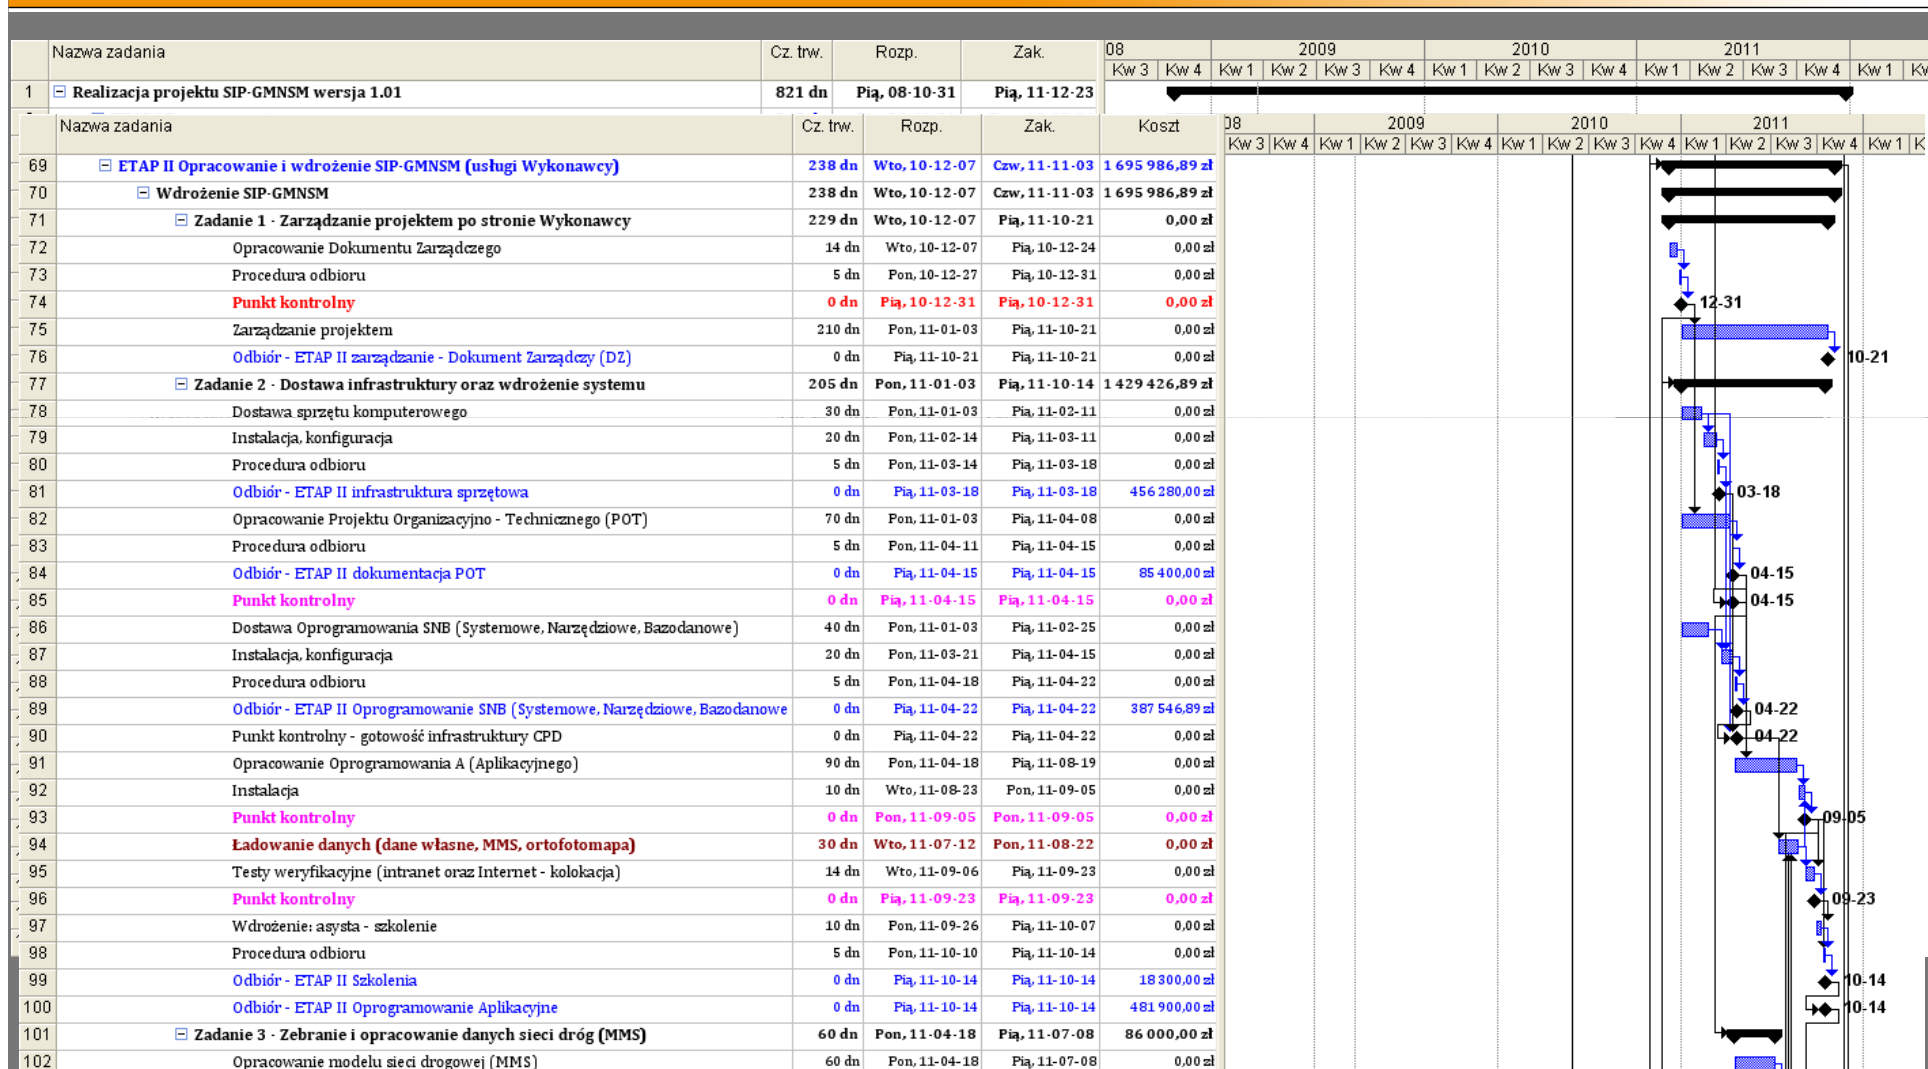 Nazwa zadania Cz. trw. Rozp. Zak. 08 2009 2010 2011
Kw 3 Kw 4 Kw 1 Kw 2 Kw 3 Kw 4 Kw 1 Kw 2 Kw 3 Kw 4 Kw 1 Kw 2 Kw 3 Kw 4 Kw 1
1 Realizacja projektu SIP-GMNSM wersja 1.01 821 dn Pią, 08-10-31 Pią, 11-12-23
Nazwa zadania Cz. trw. Rozp. Zak. Koszt 08 2009 2010 2011
Kw 3 Kw 4 Kw 1 Kw 2 Kw 3 Kw 4 Kw 1 Kw 2 Kw 3 Kw 4 Kw 1 Kw 2 Kw 3 Kw 4 Kw 1 K
69 ETAP II Opracowanie i wdrożenie SIP-GMNSM (usługi Wykonawcy) 238 dn Wto, 10-12-07 Czw, 11-11-03 1 695 986,89 zł
70 Wdrożenie SIP-GMNSM 238 dn Wto, 10-12-07 Czw, 11-11-03 1 695 986,89 zł
71 Zadanie 1 - Zarządzanie projektem po stronie Wykonawcy 229 dn Wto, 10-12-07 Pią, 11-10-21 0,00 zł
72 Opracowanie Dokumentu Zarządczego 14 dn Wto, 10-12-07 Pią, 10-12-24 0,00 zł
73 Procedura odbioru 5 dn Pon, 10-12-27 Pią, 10-12-31 0,00 zł
74 Punkt kontrolny 0 dn Pią, 10-12-31 Pią, 10-12-31 0,00 zł 12-31
75 Zarządzanie projektem 210 dn Pon, 11-01-03 Pią, 11-10-21 0,00 zł
76 Odbiór - ETAP II zarządzanie - Dokument Zarządczy (DZ) 0 dn Pią, 11-10-21 Pią, 11-10-21 0,00 zł 10-21
77 Zadanie 2 - Dostawa infrastruktury oraz wdrożenie systemu 205 dn Pon, 11-01-03 Pią, 11-10-14 1 429 426,89 zł
78 Dostawa sprzętu komputerowego 30 dn Pon, 11-01-03 Pią, 11-02-11 0,00 zł
79 Instalacja, konfiguracja 20 dn Pon, 11-02-14 Pią, 11-03-11 0,00 zł
80 Procedura odbioru 5 dn Pon, 11-03-14 Pią, 11-03-18 0,00 zł
81 Odbiór - ETAP II infrastruktura sprzętowa 0 dn Pią, 11-03-18 Pią, 11-03-18 456 280,00 zł 03-18
82 Opracowanie Projektu Organizacyjno - Technicznego (POT) 70 dn Pon, 11-01-03 Pią, 11-04-08 0,00 zł
83 Procedura odbioru 5 dn Pon, 11-04-11 Pią, 11-04-15 0,00 zł
84 Odbiór - ETAP II dokumentacja POT 0 dn Pią, 11-04-15 Pią, 11-04-15 85 400,00 zł 04-15
85 Punkt kontrolny 0 dn Pią, 11-04-15 Pią, 11-04-15 0,00 zł 04-15
86 Dostawa Oprogramowania SNB (Systemowe, Narzędziowe, Bazodanowe) 40 dn Pon, 11-01-03 Pią, 11-02-25 0,00 zł
87 Instalacja, konfiguracja 20 dn Pon, 11-03-21 Pią, 11-04-15 0,00 zł
88 Procedura odbioru 5 dn Pon, 11-04-18 Pią, 11-04-22 0,00 zł
89 Odbiór - ETAP II Oprogramowanie SNB (Systemowe, Narzędziowe, Bazodanowe 0 dn Pią, 11-04-22 Pią, 11-04-22 387 546,89 zł 04-22
90 Punkt kontrolny - gotowość infrastruktury CPD 0 dn Pią, 11-04-22 Pią, 11-04-22 0,00 zł 04-22
91 Opracowanie Oprogramowania A (Aplikacyjnego) 90 dn Pon, 11-04-18 Pią, 11-08-19 0,00 zł
92 Instalacja 10 dn Wto, 11-08-23 Pon, 11-09-05 0,00 zł
93 Punkt kontrolny 0 dn Pon, 11-09-05 Pon, 11-09-05 0,00 zł 09-05
94 Ładowanie danych (dane własne, MMS, ortofotomapa) 30 dn Wto, 11-07-12 Pon, 11-08-22 0,00 zł
95 Testy weryfikacyjne (intranet oraz Internet - kolokacja) 14 dn Wto, 11-09-06 Pią, 11-09-23 0,00 zł
96 Punkt kontrolny 0 dn Pią, 11-09-23 Pią, 11-09-23 0,00 zł 09-23
97 Wdrożenie: asysta - szkolenie 10 dn Pon, 11-09-26 Pią, 11-10-07 0,00 zł
98 Procedura odbioru 5 dn Pon, 11-10-10 Pią, 11-10-14 0,00 zł
99 Odbiór - ETAP II Szkolenia 0 dn Pią, 11-10-14 Pią, 11-10-14 18 300,00 zł 10-14
100 Odbiór - ETAP II Oprogramowanie Aplikacyjne 0 dn Pią, 11-10-14 Pią, 11-10-14 481 900,00 zł 10-14
101 Zadanie 3 - Zebranie i opracowanie danych sieci dróg (MMS) 60 dn Pon, 11-04-18 Pią, 11-07-08 86 000,00 zł
102 Opracowanie modelu sieci drogowej (MMS) 60 dn Pon, 11-04-18 Pią, 11-07-08 0,00 zł